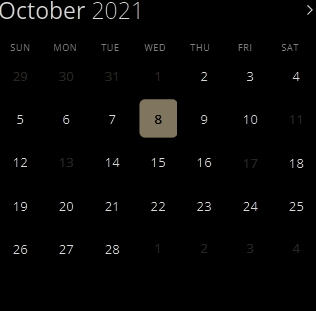 October 2021
SUN MON TUE WED THU FRI SAT
29 30 31 1 2 3 4
5 6 7 8 9 10 11
12 13 14 15 16 17 18
19 20 21 22 23 24 25
26 27 28 1 2 3 4